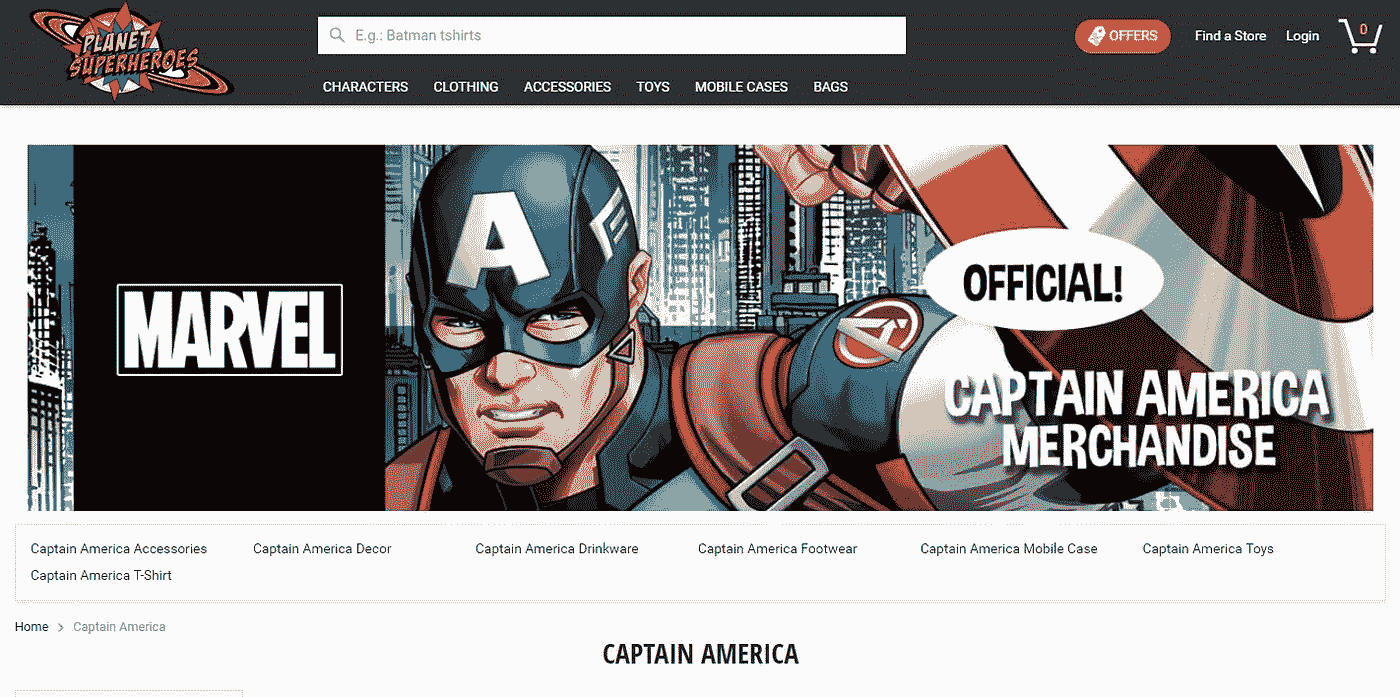 PLANET
SUPERHEROES
E.g.: Batman tshirts
OFFERS
Find a Store
Login
0
CHARACTERS
CLOTHING
ACCESSORIES
TOYS
MOBILE CASES
BAGS
MARVEL
A
OFFICIAL!
CAPTAIN AMERICA
MERCHANDISE
Captain America Accessories
Captain America Decor
Captain America Drinkware
Captain America Footwear
Captain America Mobile Case
Captain America Toys
Captain America T-Shirt
Home > Captain America
CAPTAIN AMERICA